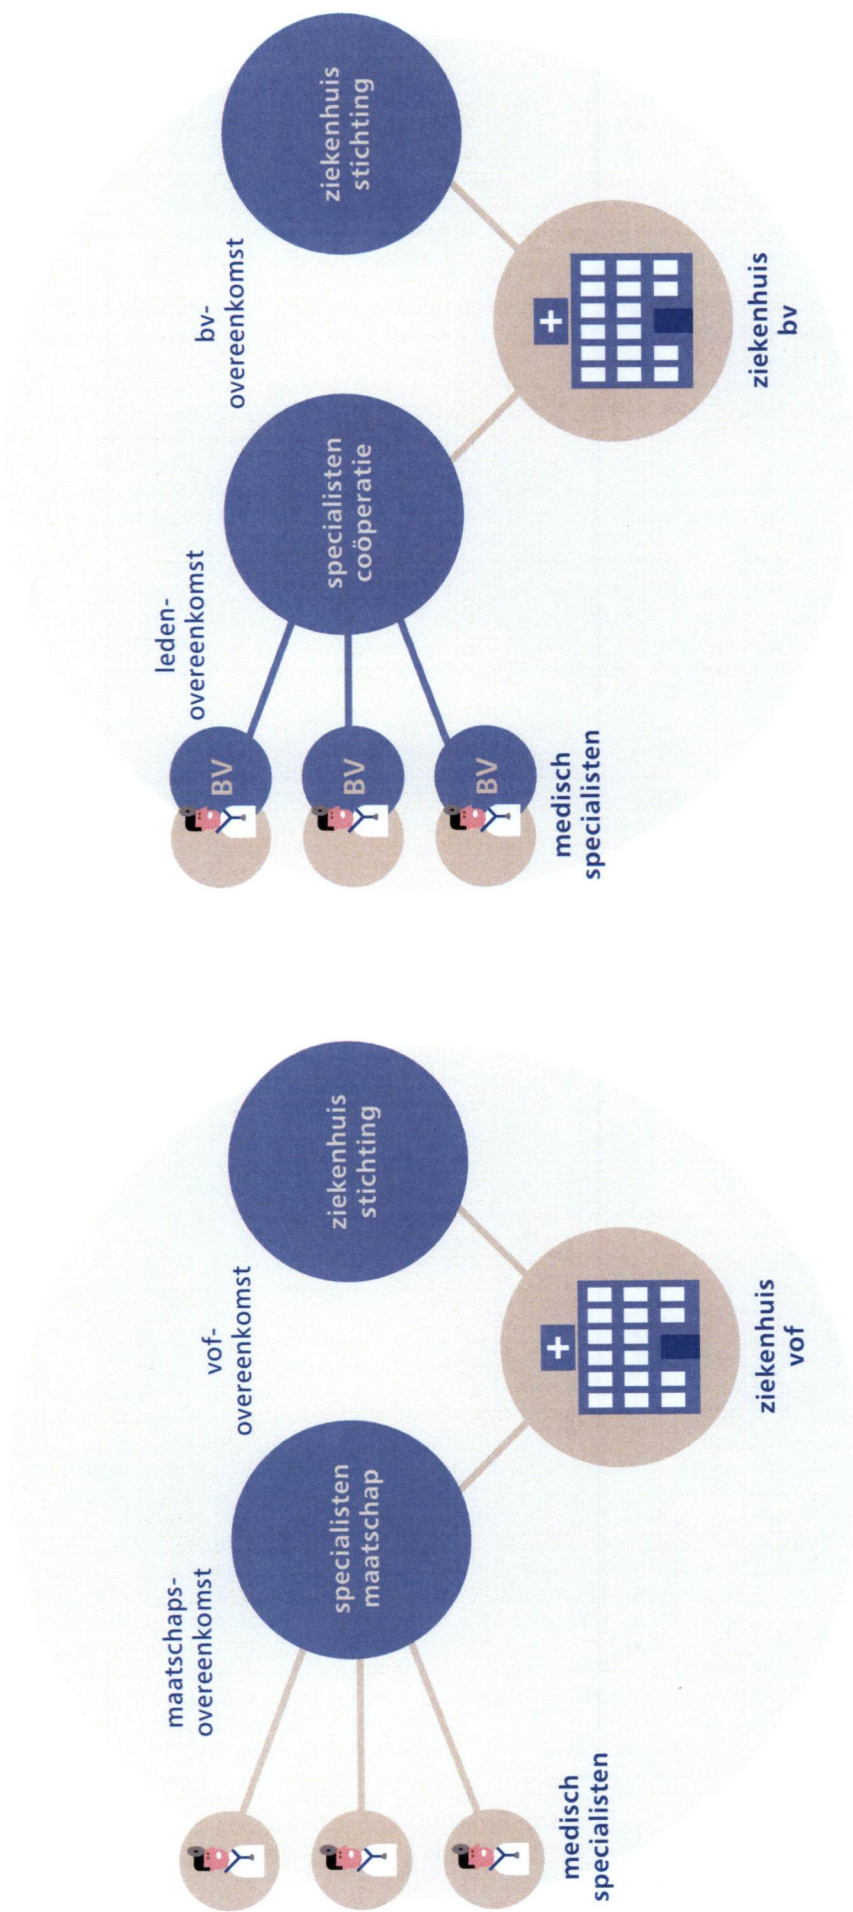 maatschaps-
overeenkomst
vof-
overeenkomst
specialisten
maatschap
ziekenhuis
stichting
medisch
specialisten
ziekenhuis
vof
leden-
overeenkomst
bv-
overeenkomst
BV
BV
BV
specialisten
coöperatie
ziekenhuis
stichting
medisch
specialisten
ziekenhuis
bv